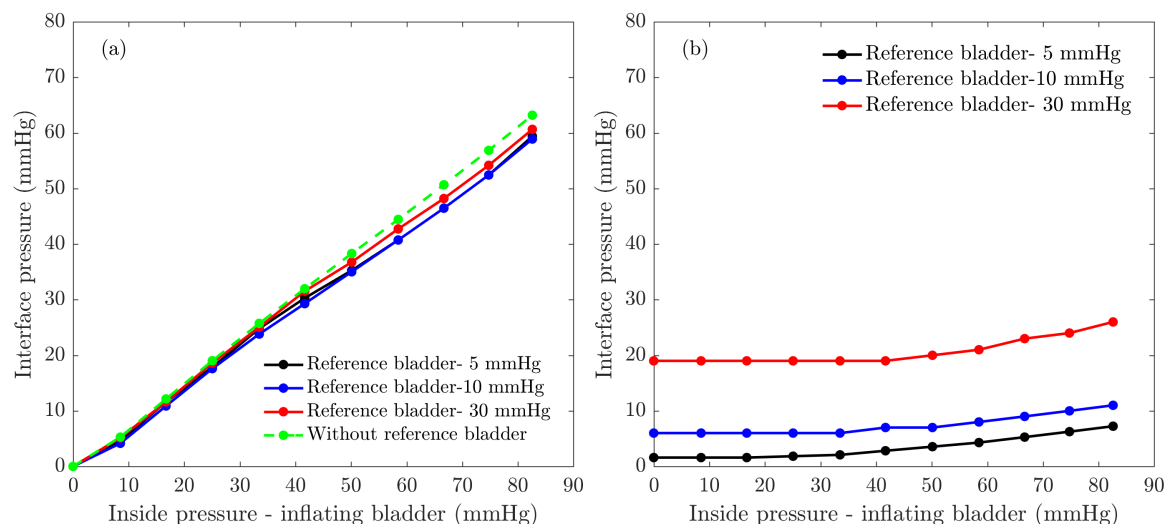 (a)
80
70
60
50
40
30
20
10
0
Interface pressure (mmHg)
Reference bladder- 5 mmHg
Reference bladder-10 mmHg
Reference bladder- 30 mmHg
Without reference bladder
0 10 20 30 40 50 60 70 80 90
Inside pressure - inflating bladder (mmHg)
(b)
80
70
60
50
40
30
20
10
0
Interface pressure (mmHg)
Reference bladder- 5 mmHg
Reference bladder-10 mmHg
Reference bladder- 30 mmHg
0 10 20 30 40 50 60 70 80 90
Inside pressure - inflating bladder (mmHg)